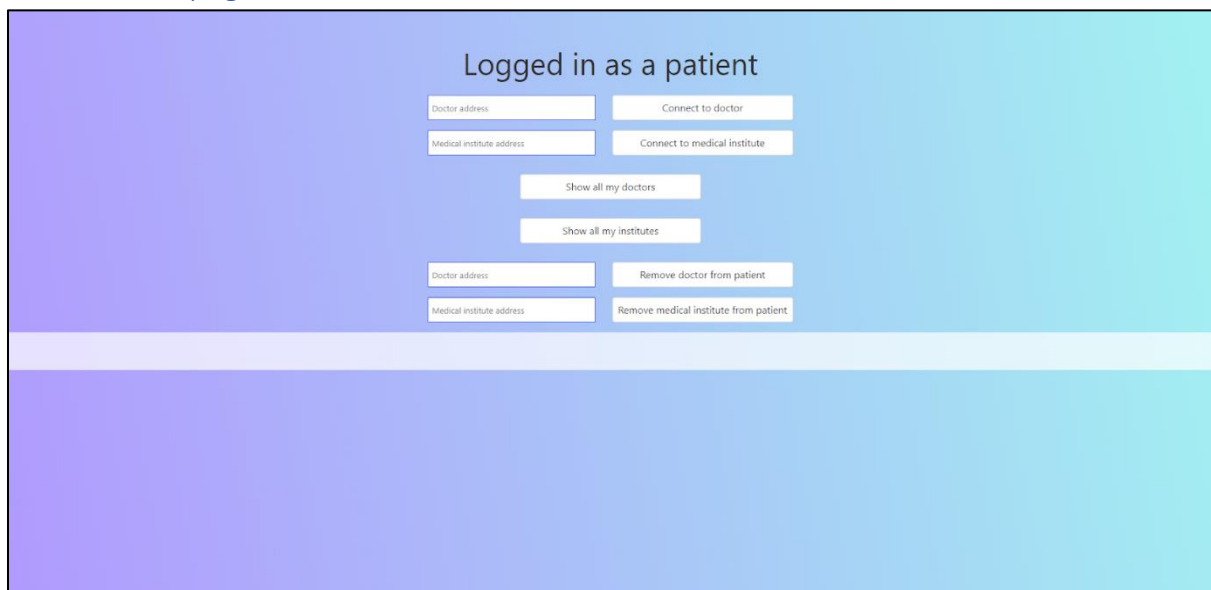 Logged in as a patient
Doctor address Connect to doctor
Medical institute address Connect to medical institute
Show all my doctors
Show all my institutes
Doctor address Remove doctor from patient
Medical institute address Remove medical institute from patient